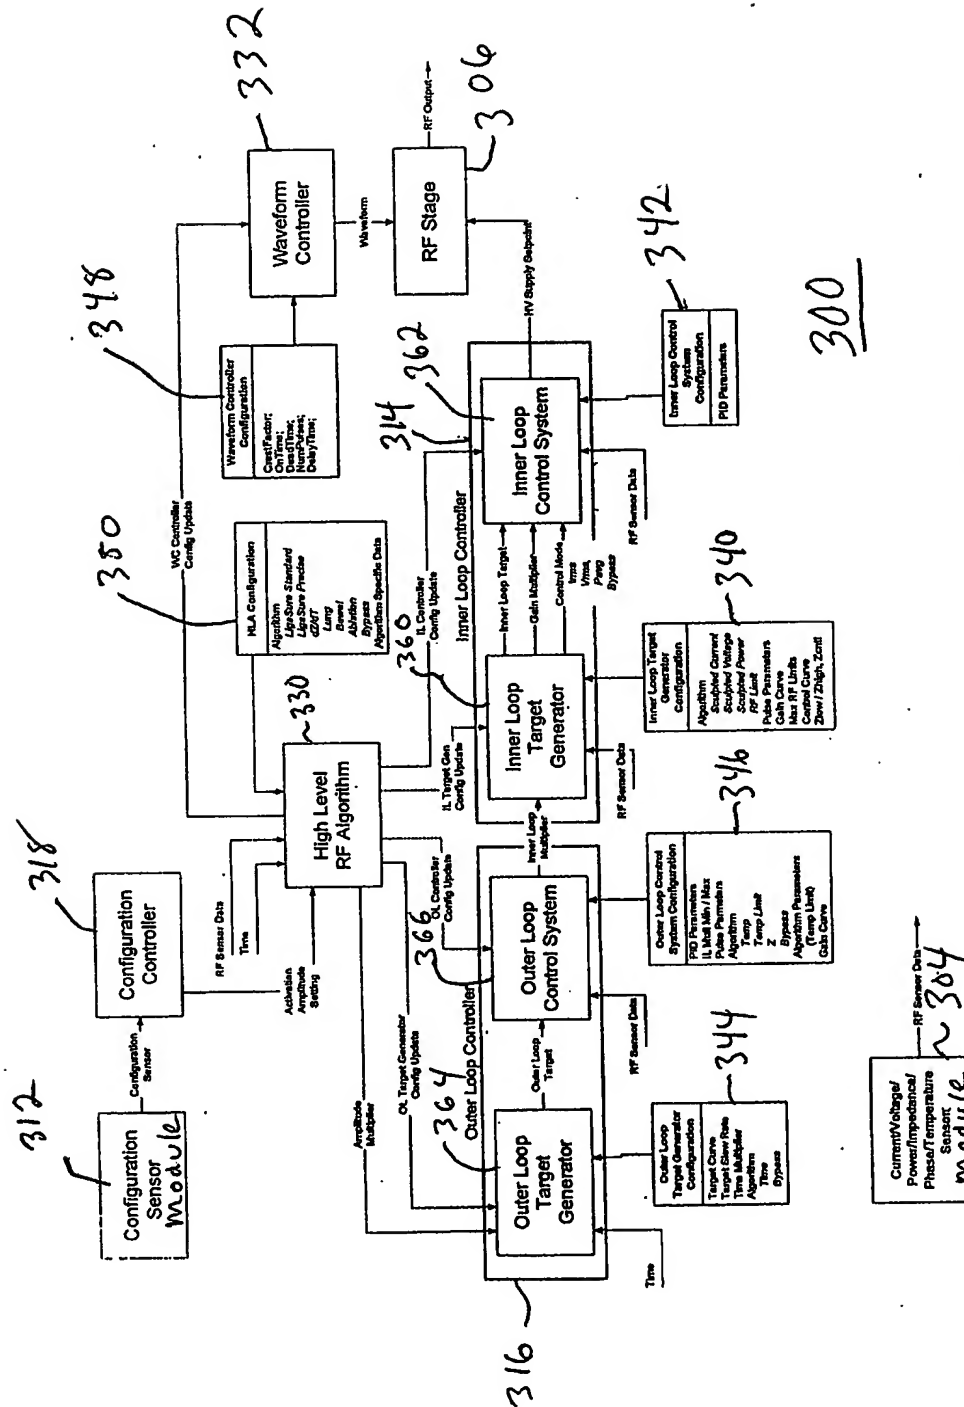 312
Configuration
Sensor
Module
Configuration
Sensor
318
Configuration
Controller
RF Sensor Data
Time
Activation
Amplitude
Setting
330
High Level
RF Algorithm
380
HLA Configuration
Algorithm
LigaSure Standard
LigaSure Precise
dZ/dT
Lung
Bowel
Ablation
Bypass
Algorithm Specific Data
WC Controller
Config Update
348
Waveform Controller
Configuration
CrestFactor;
OnTime;
DeadTime;
NumPulses;
DelayTime;
332
Waveform
Controller
Waveform
306
RF Stage
RF Output
HV Supply Setpoint
Amplitude
Multiplier
OL Target Generator
Config Update
OL Controller
Config Update
IL Target Gen
Config Update
IL Controller
Config Update
316
Outer Loop Controller
364
Outer Loop
Target
Generator
Outer Loop
Target
366
Outer Loop
Control
System
Inner Loop
Multiplier
314
Inner Loop Controller
360
Inner Loop
Target
Generator
Inner Loop Target
Gain Multiplier
Control Mode
Irms
Vrms,
Pavg
Bypass
362
Inner Loop
Control System
Time
RF Sensor Data
RF Sensor Data
RF Sensor Data
344
Outer Loop
Target Generator
Configuration
Target Curve
Target Slew Rate
Time Multiplier
Algorithm
Time
Bypass
346
Outer Loop Control
System Configuration
PID Parameters
IL Mult Min / Max
Pulse Parmeters
Algorithm
Temp
Temp Limit
Z
Bypass
Algorithm Parameters
(Temp Limit)
Gain Curve
340
Inner Loop Target
Generator
Configuration
Algorithm
Sculpted Current
Sculpted Voltage
Sculpted Power
RF Limit
Pulse Parameters
Gain Curve
Max RF Limits
Control Curve
Zlow / Zhigh, Zcntl
342
Inner Loop Control
System
Configuration
PID Parameters
300
Current/Voltage/
Power/Impedance/
Phase/Temperature
Sensors
Module
RF Sensor Data
304